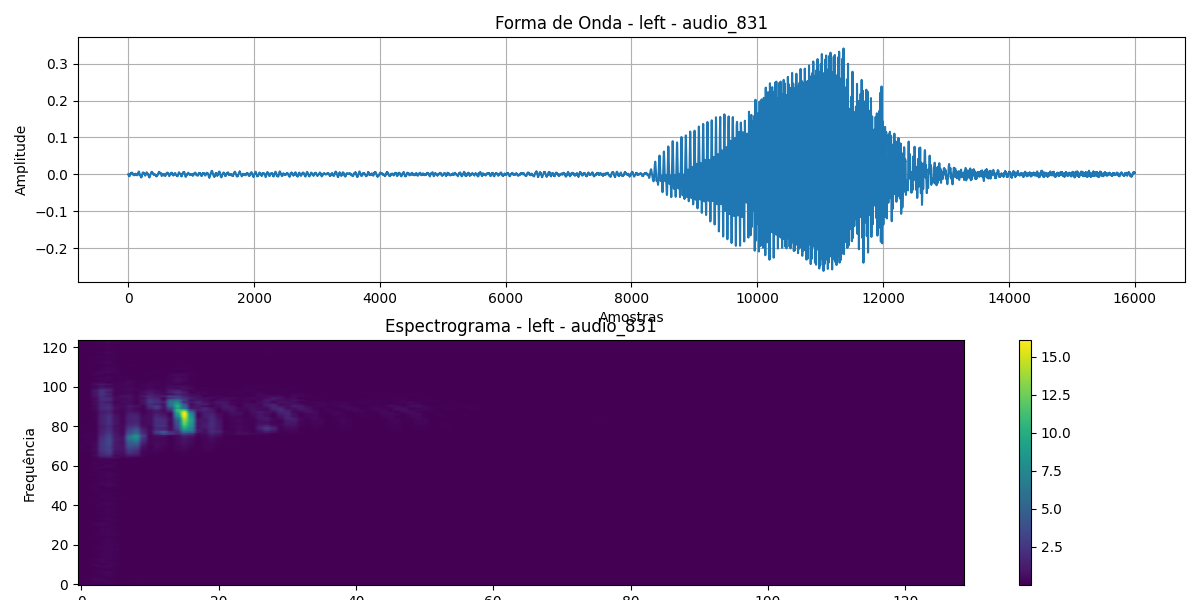 Forma de Onda - left - audio_831
Amplitude
0.3
0.2
0.1
0.0
−0.1
−0.2
0 2000 4000 6000 8000 10000 12000 14000 16000
Amostras
Espectrograma - left - audio_831
Frequência
120
100
80
60
40
20
0
0 20 40 60 80 100 120
15.0
12.5
10.0
7.5
5.0
2.5